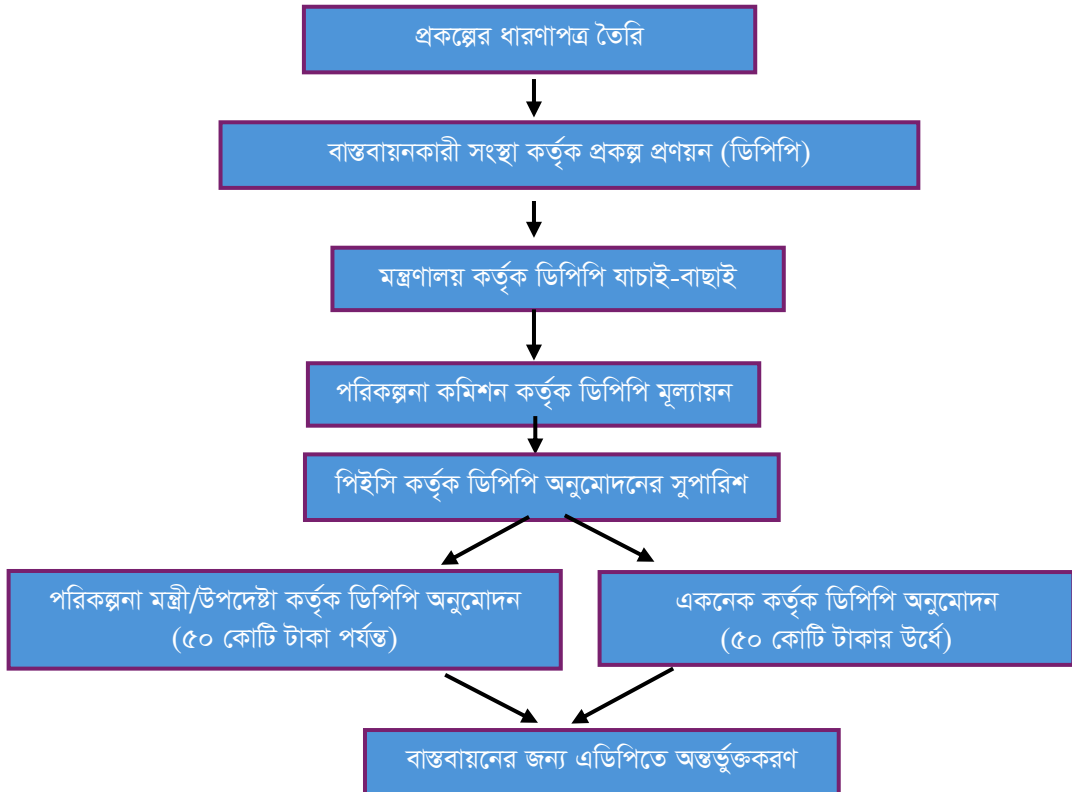 প্রকল্পের ধারণাপত্র তৈরি
বাস্তবায়নকারী সংস্থা কর্তৃক প্রকল্প প্রণয়ন (ডিপিপি)
মন্ত্রণালয় কর্তৃক ডিপিপি যাচাই-বাছাই
পরিকল্পনা কমিশন কর্তৃক ডিপিপি মূল্যায়ন
পিইসি কর্তৃক ডিপিপি অনুমোদনের সুপারিশ
পরিকল্পনা মন্ত্রী/উপদেষ্টা কর্তৃক ডিপিপি অনুমোদন
(৫০ কোটি টাকা পর্যন্ত)
একনেক কর্তৃক ডিপিপি অনুমোদন
(৫০ কোটি টাকার উর্ধে)
বাস্তবায়নের জন্য এডিপিতে অন্তর্ভুক্তকরণ